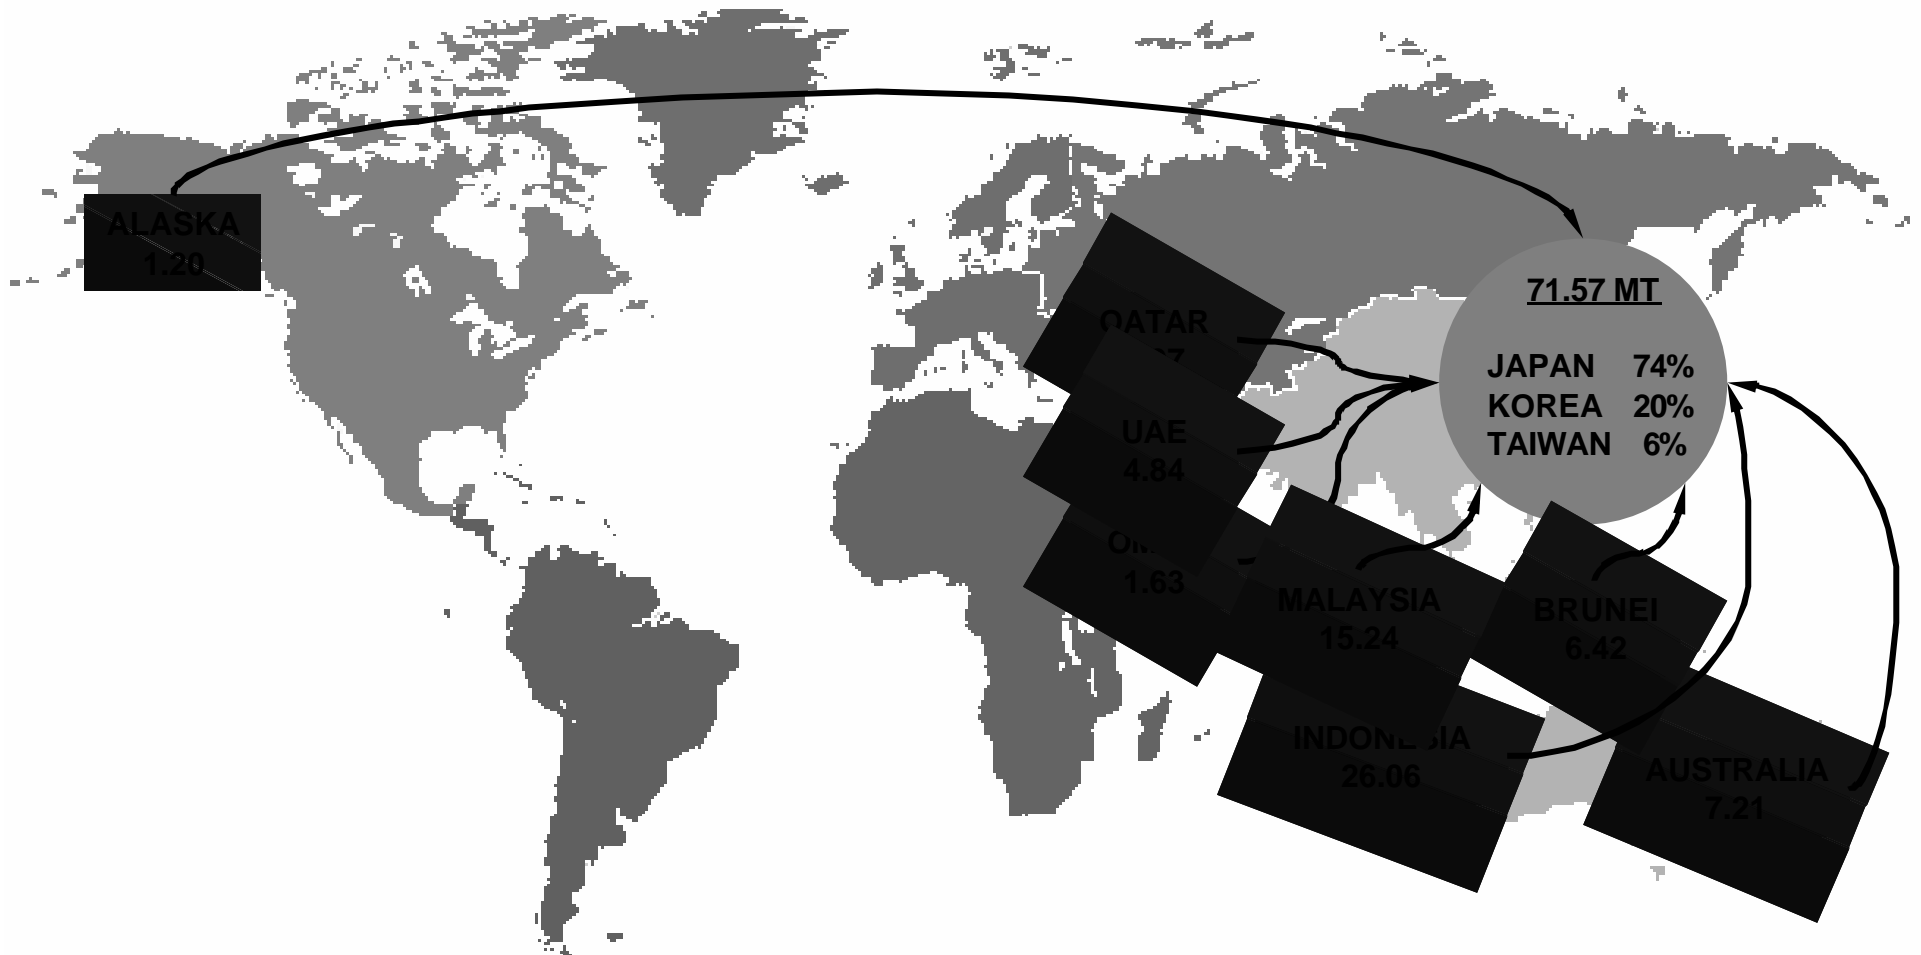 ALASKA
1.20
71.57 MT
JAPAN 74%
KOREA 20%
TAIWAN 6%
QATAR
UAE
4.84
1.63
MALAYSIA
15.24
BRUNEI
6.42
INDONESIA
26.06
AUSTRALIA
7.21